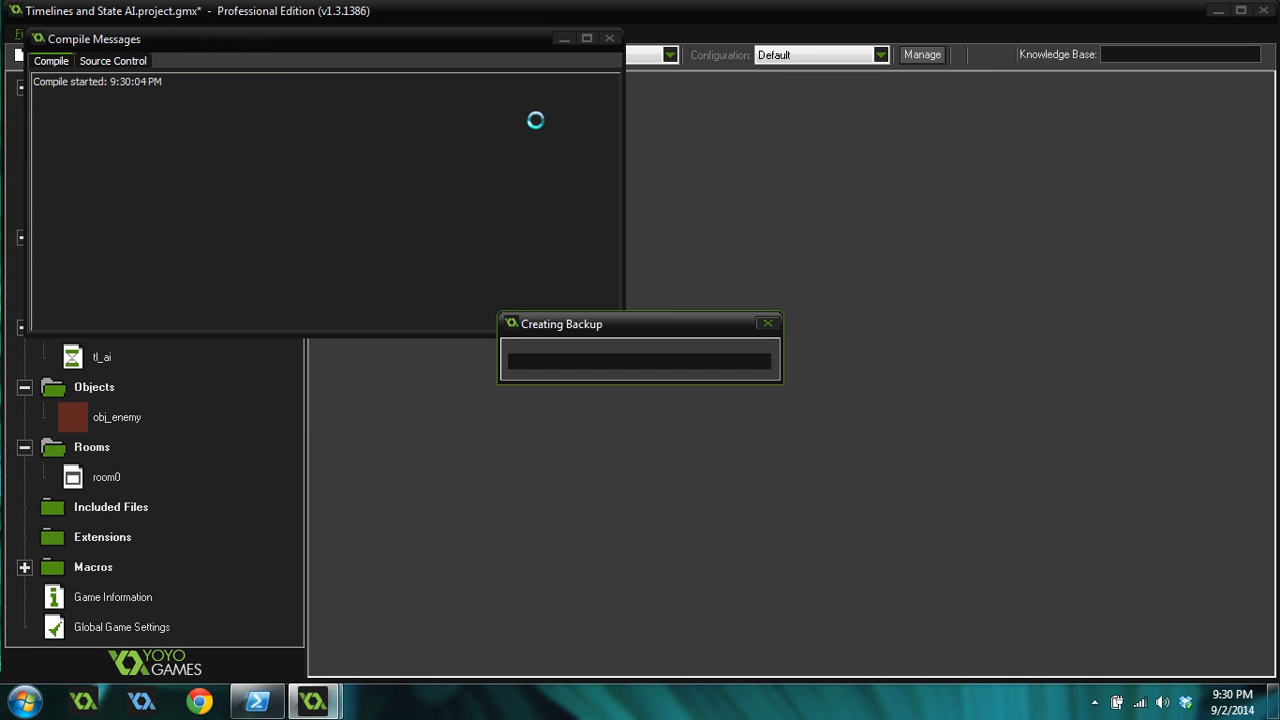 Timelines and State AI.project.gmx* - Professional Edition (v1.3.1386)
Compile Messages
Compile Source Control
Configuration: Default Manage Knowledge Base:
Compile started: 9:30:04 PM
Creating Backup
tl_ai
Objects
obj_enemy
Rooms
room0
Included Files
Extensions
Macros
Game Information
Global Game Settings
YOYO
GAMES
9:30 PM
9/2/2014